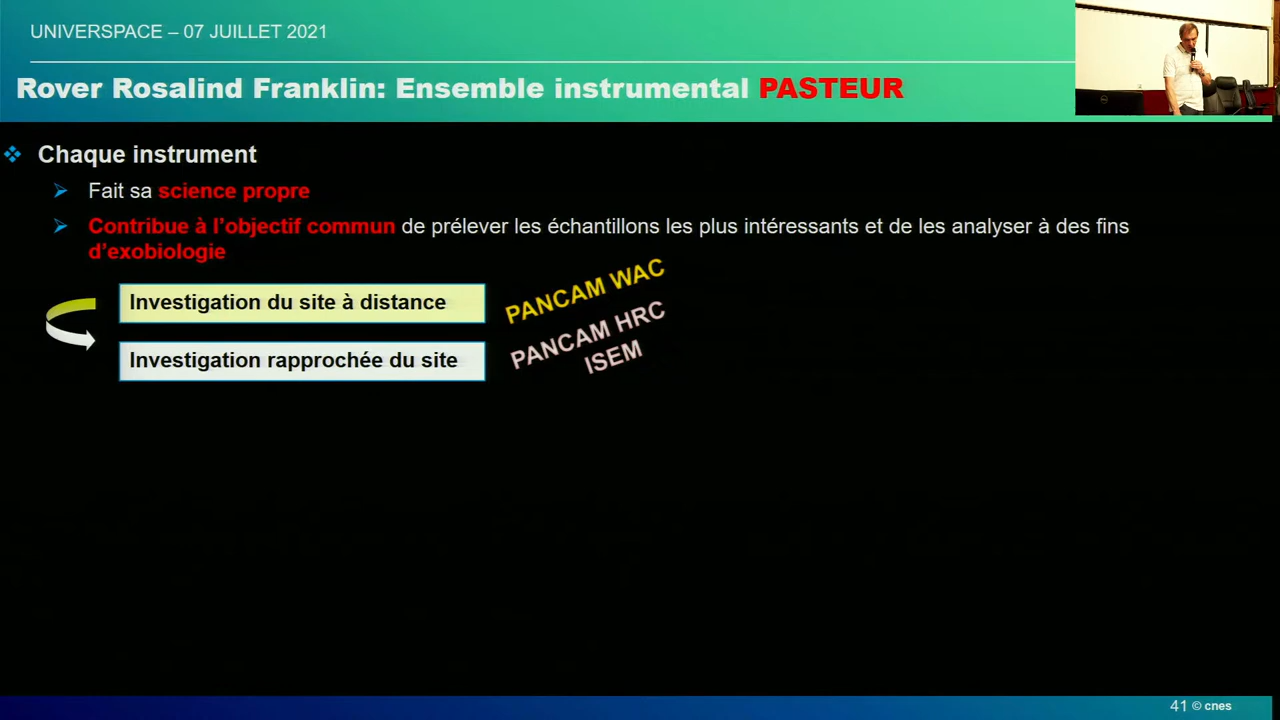 UNIVERSPACE – 07 JUILLET 2021
Rover Rosalind Franklin: Ensemble instrumental PASTEUR
Chaque instrument
Fait sa science propre
Contribue à l’objectif commun de prélever les échantillons les plus intéressants et de les analyser à des fins
d’exobiologie
Investigation du site à distance
PANCAM WAC
Investigation rapprochée du site
PANCAM HRC
ISEM
41 © cnes